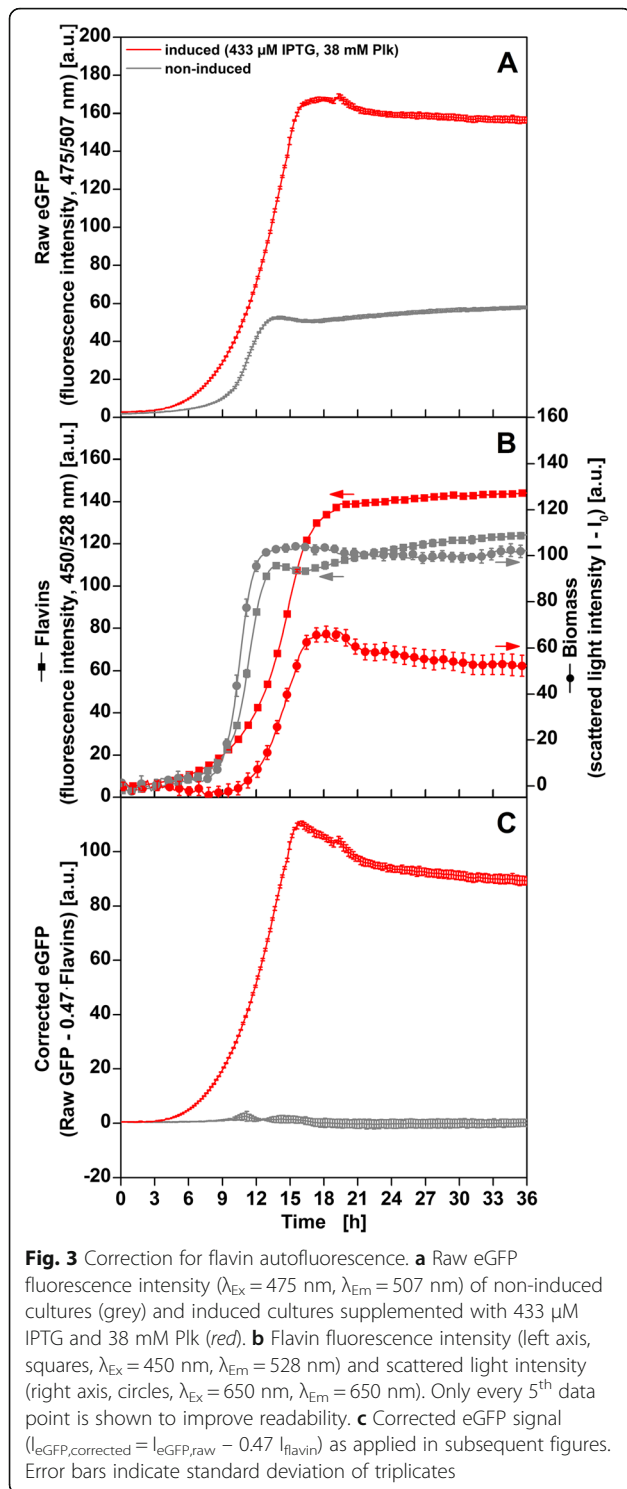 200
180
160
140
120
100
80
60
40
20
0
Raw eGFP
(fluorescence intensity, 475/507 nm) [a.u.]
induced (433 µM IPTG, 38 mM Plk)
non-induced
A
160
140
120
100
80
60
40
20
0
Flavins
(fluorescence intensity, 450/528 nm) [a.u.]
B
160
140
120
100
80
60
40
20
0
Biomass
(scattered light intensity I - I₀) [a.u.]
100
80
60
40
20
0
-20
Corrected eGFP
(Raw GFP - 0.47·Flavins) [a.u.]
C
0 3 6 9 12 15 18 21 24 27 30 33 36
Time [h]
Fig. 3 Correction for flavin autofluorescence. a Raw eGFP
fluorescence intensity (λEx = 475 nm, λEm = 507 nm) of non-induced
cultures (grey) and induced cultures supplemented with 433 µM
IPTG and 38 mM Plk (red). b Flavin fluorescence intensity (left axis,
squares, λEx = 450 nm, λEm = 528 nm) and scattered light intensity
(right axis, circles, λEx = 650 nm, λEm = 650 nm). Only every 5th data
point is shown to improve readability. c Corrected eGFP signal
(IeGFP,corrected = IeGFP,raw – 0.47 Iflavin) as applied in subsequent figures.
Error bars indicate standard deviation of triplicates